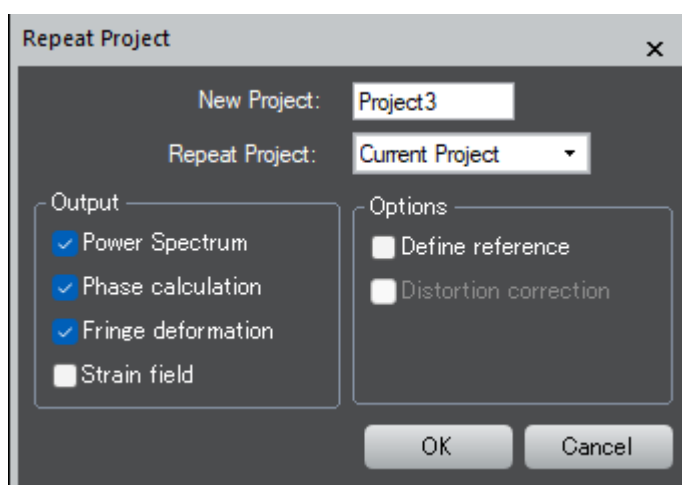 Repeat Project
New Project: Project3
Repeat Project: Current Project
Output
Power Spectrum
Phase calculation
Fringe deformation
Strain field
Options
Define reference
Distortion correction
OK Cancel